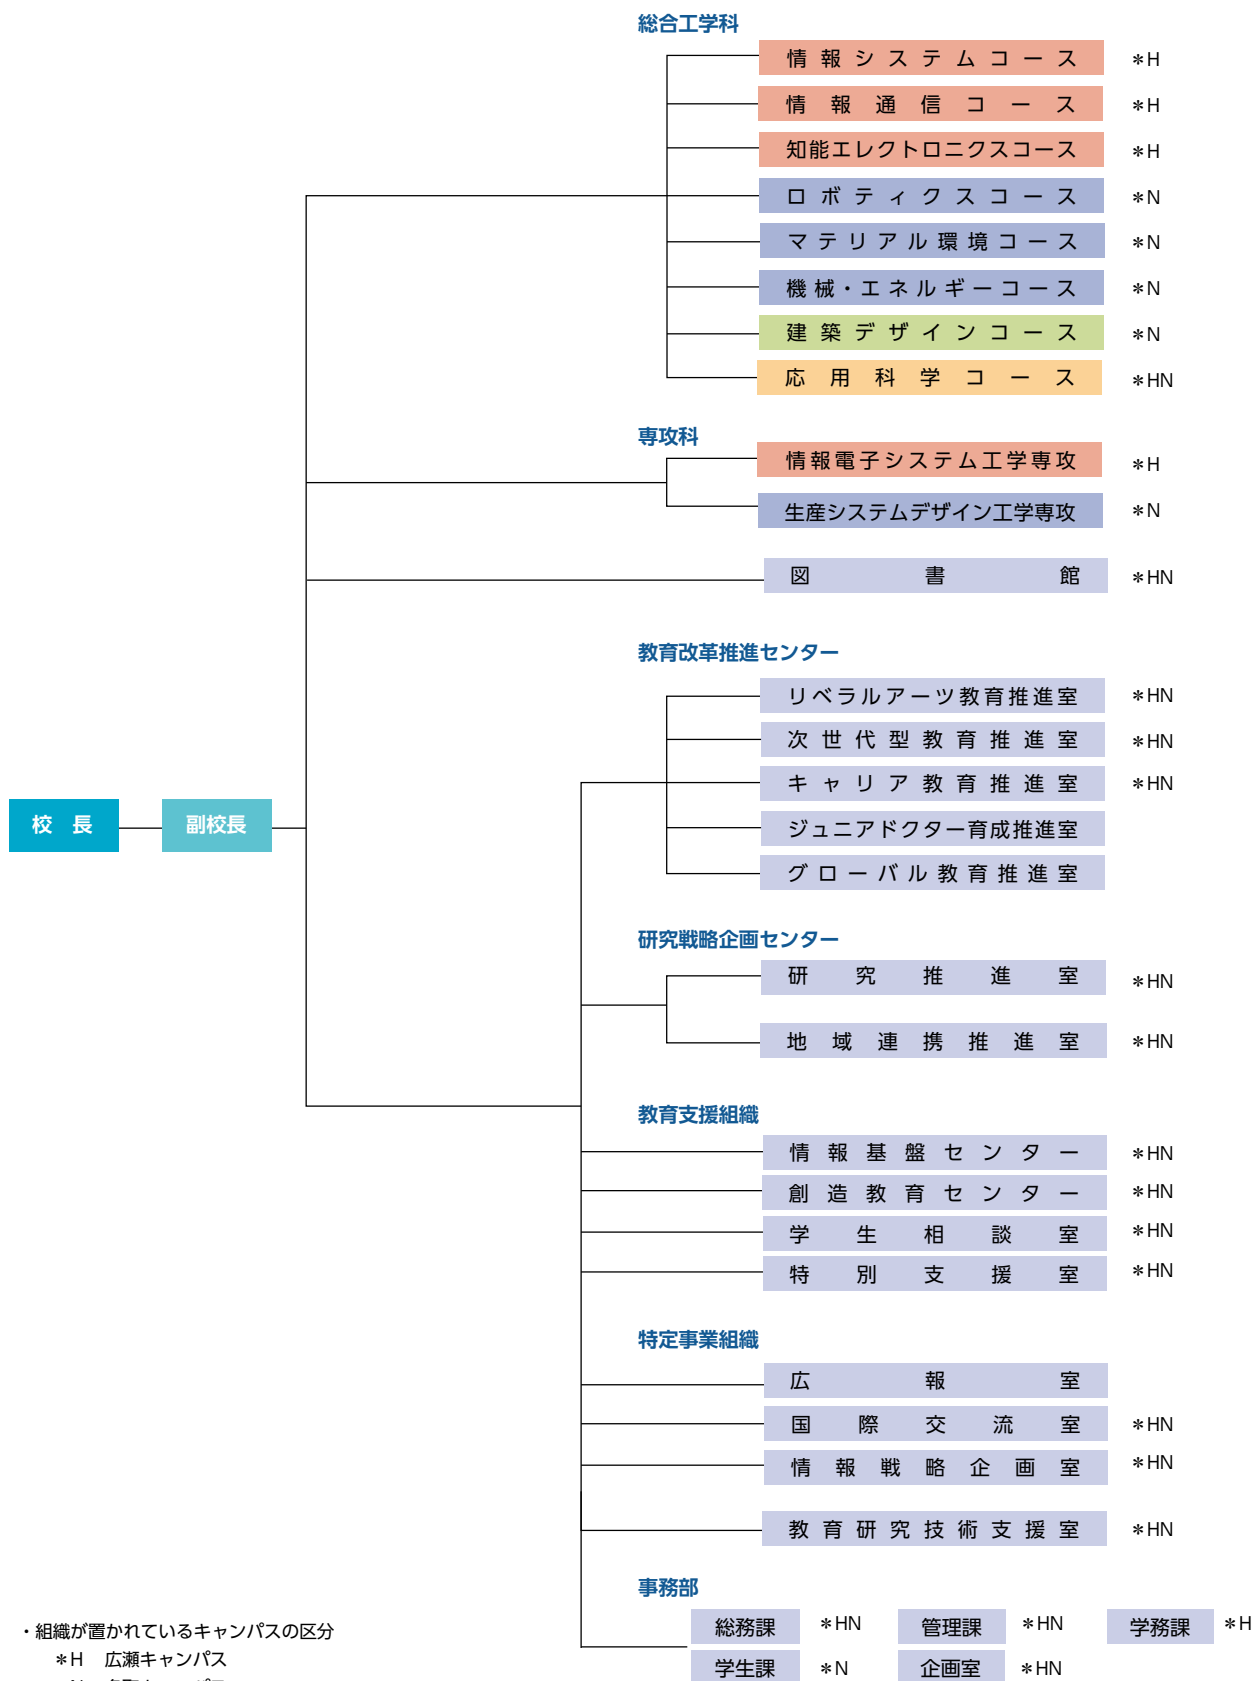 総合工学科
情報システムコース ＊H
情報通信コース ＊H
知能エレクトロニクスコース ＊H
ロボティクスコース ＊N
マテリアル環境コース ＊N
機械・エネルギーコース ＊N
建築デザインコース ＊N
応用科学コース ＊HN
専攻科
情報電子システム工学専攻 ＊H
生産システムデザイン工学専攻 ＊N
図書館 ＊HN
教育改革推進センター
リベラルアーツ教育推進室 ＊HN
次世代型教育推進室 ＊HN
キャリア教育推進室 ＊HN
校長 副校長 ジュニアドクター育成推進室
グローバル教育推進室
研究戦略企画センター
研究推進室 ＊HN
地域連携推進室 ＊HN
教育支援組織
情報基盤センター ＊HN
創造教育センター ＊HN
学生相談室 ＊HN
特別支援室 ＊HN
特定事業組織
広報室
国際交流室 ＊HN
情報戦略企画室 ＊HN
教育研究技術支援室 ＊HN
事務部
総務課 ＊HN 管理課 ＊HN 学務課 ＊H
学生課 ＊N 企画室 ＊HN
・組織が置かれているキャンパスの区分
＊H 広瀬キャンパス